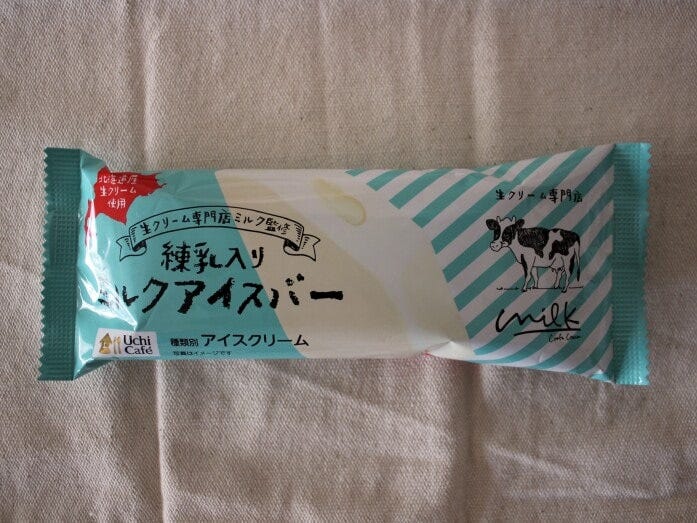 北海道産
生クリーム
使用
生クリーム専門店ミルク監修
練乳入り
ミルクアイスバー
Uchi
Café
種類別 アイスクリーム
写真はイメージです
生クリーム専門店
milk